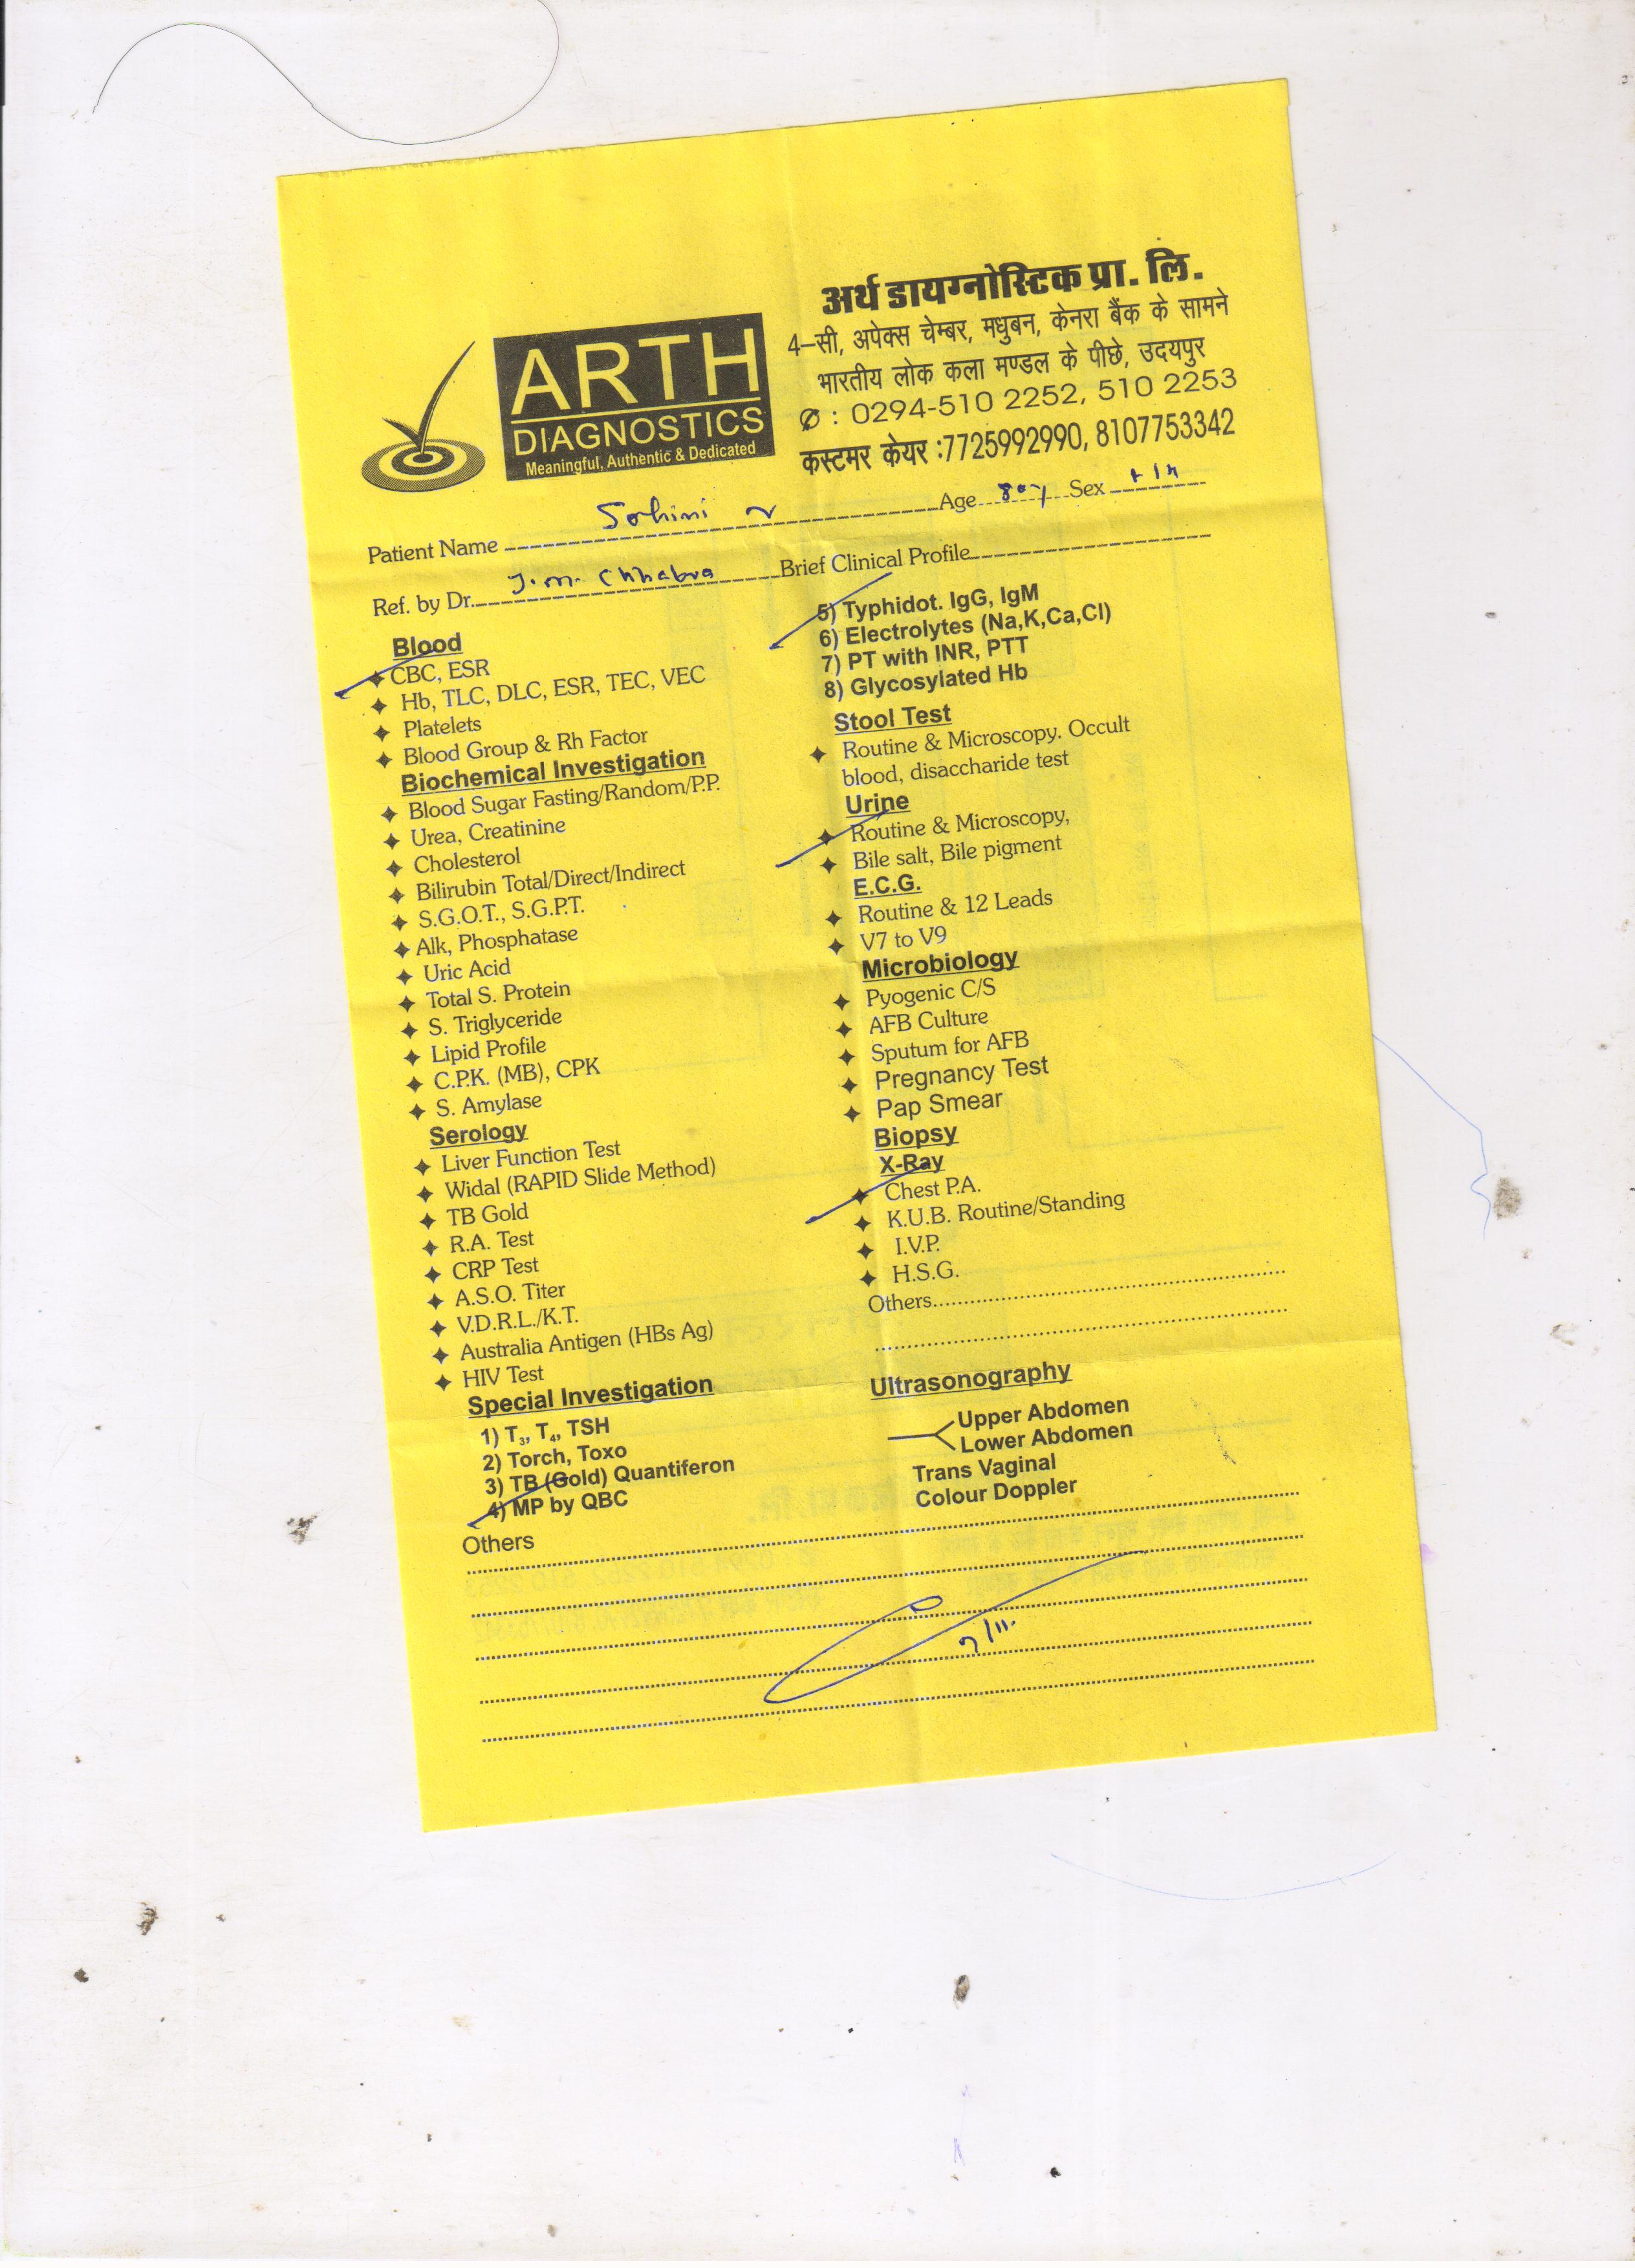 अर्थ डायग्नोस्टिक प्रा. लि.
4–सी, अपेक्स चेम्बर, मधुबन, केनरा बैंक के सामने
भारतीय लोक कला मण्डल के पीछे, उदयपुर
✆ : 0294-510 2252, 510 2253
कस्टमर केयर :7725992990, 8107753342
ARTH
DIAGNOSTICS
Meaningful, Authentic & Dedicated
Patient Name Sohini Age 80y Sex
Ref. by Dr. J.M. Chhabra Brief Clinical Profile
Blood
CBC, ESR
Hb, TLC, DLC, ESR, TEC, VEC
Platelets
Blood Group & Rh Factor
Biochemical Investigation
Blood Sugar Fasting/Random/P.P.
Urea, Creatinine
Cholesterol
Bilirubin Total/Direct/Indirect
S.G.O.T., S.G.P.T.
Alk, Phosphatase
Uric Acid
Total S. Protein
S. Triglyceride
Lipid Profile
C.P.K. (MB), CPK
S. Amylase
Serology
Liver Function Test
Widal (RAPID Slide Method)
TB Gold
R.A. Test
CRP Test
A.S.O. Titer
V.D.R.L./K.T.
Australia Antigen (HBs Ag)
HIV Test
Special Investigation
1) T3, T4, TSH
2) Torch, Toxo
3) TB (Gold) Quantiferon
4) MP by QBC
Others
5) Typhidot. IgG, IgM
6) Electrolytes (Na,K,Ca,Cl)
7) PT with INR, PTT
8) Glycosylated Hb
Stool Test
Routine & Microscopy. Occult
blood, disaccharide test
Urine
Routine & Microscopy,
Bile salt, Bile pigment
E.C.G.
Routine & 12 Leads
V7 to V9
Microbiology
Pyogenic C/S
AFB Culture
Sputum for AFB
Pregnancy Test
Pap Smear
Biopsy
X-Ray
Chest P.A.
K.U.B. Routine/Standing
I.V.P.
H.S.G.
Others
Ultrasonography
Upper Abdomen
Lower Abdomen
Trans Vaginal
Colour Doppler